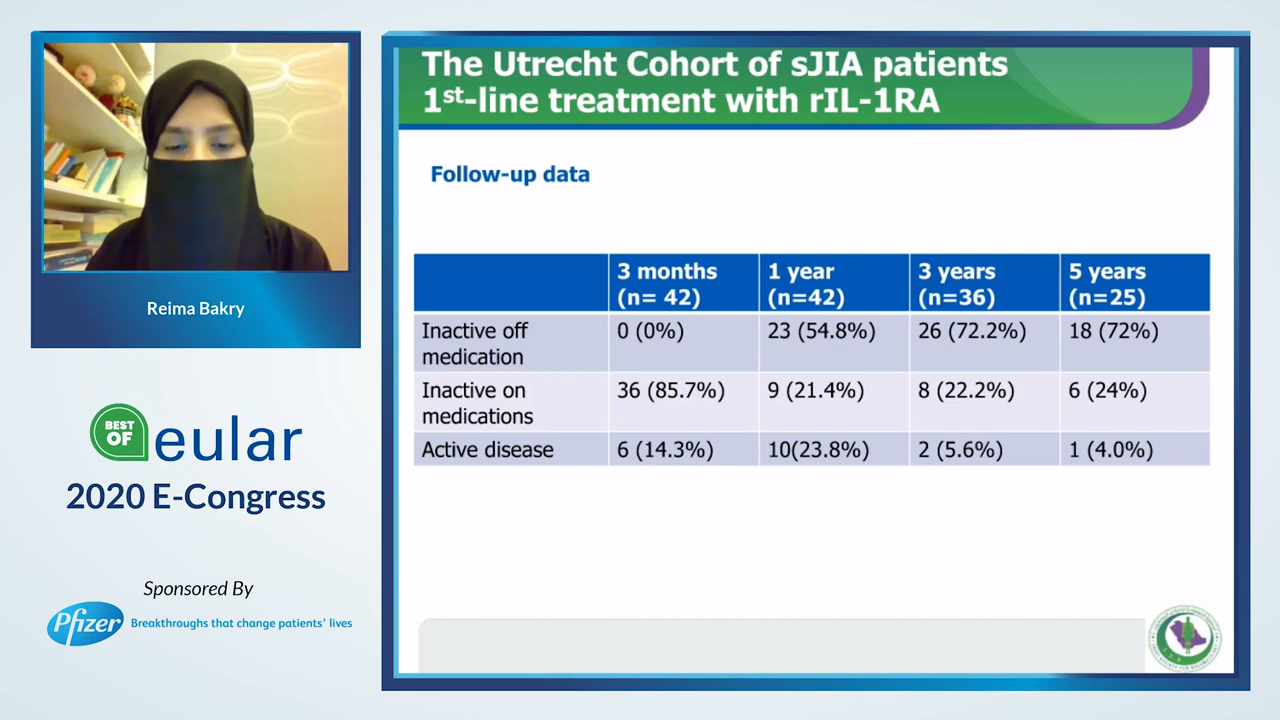 Reima Bakry
BEST
OF
eular
2020 E-Congress
Sponsored By
Pfizer
Breakthroughs that change patients' lives
The Utrecht Cohort of sJIA patients
1st-line treatment with rIL-1RA
Follow-up data
3 months
(n= 42)
1 year
(n=42)
3 years
(n=36)
5 years
(n=25)
Inactive off
medication
0 (0%)
23 (54.8%)
26 (72.2%)
18 (72%)
Inactive on
medications
36 (85.7%)
9 (21.4%)
8 (22.2%)
6 (24%)
Active disease
6 (14.3%)
10(23.8%)
2 (5.6%)
1 (4.0%)